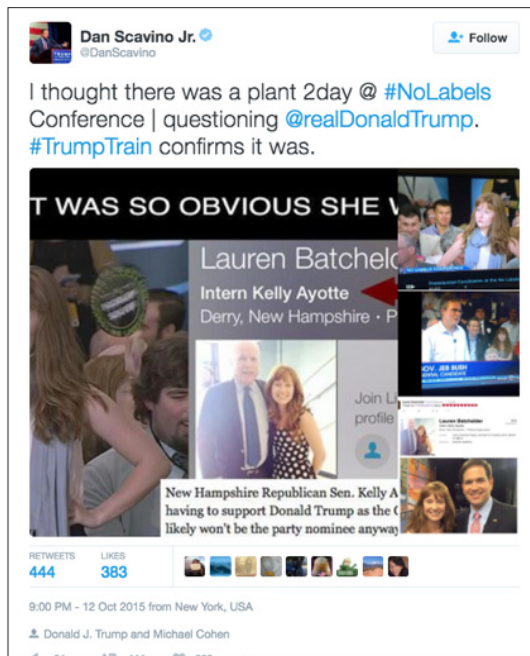 Dan Scavino Jr.
@DanScavino
Follow
I thought there was a plant 2day @ #NoLabels
Conference | questioning @realDonaldTrump.
#TrumpTrain confirms it was.
T WAS SO OBVIOUS SHE
Lauren Batchel
Intern Kelly Ayotte
Derry, New Hampshire • P
Join Li
profile
New Hampshire Republican Sen. Kelly A
having to support Donald Trump as the
likely won't be the party nominee anyway
OV. JEB BUSH
Lauren Batchelder
RETWEETS
LIKES
444
383
9:00 PM - 12 Oct 2015 from New York, USA
Donald J. Trump and Michael Cohen